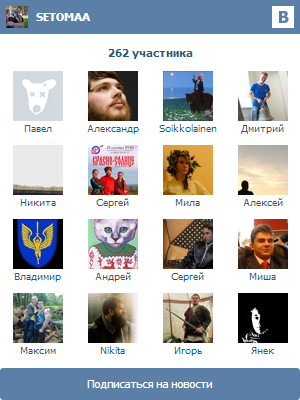 SETOMAA
B
262 участника
Павел Александр Soikkolainen Дмитрий
КРАСНО СОЛНЦЕ
Никита Сергей Мила Алексей
Владимир Андрей Сергей Миша
Максим Nikita Игорь Янек
Подписаться на новости